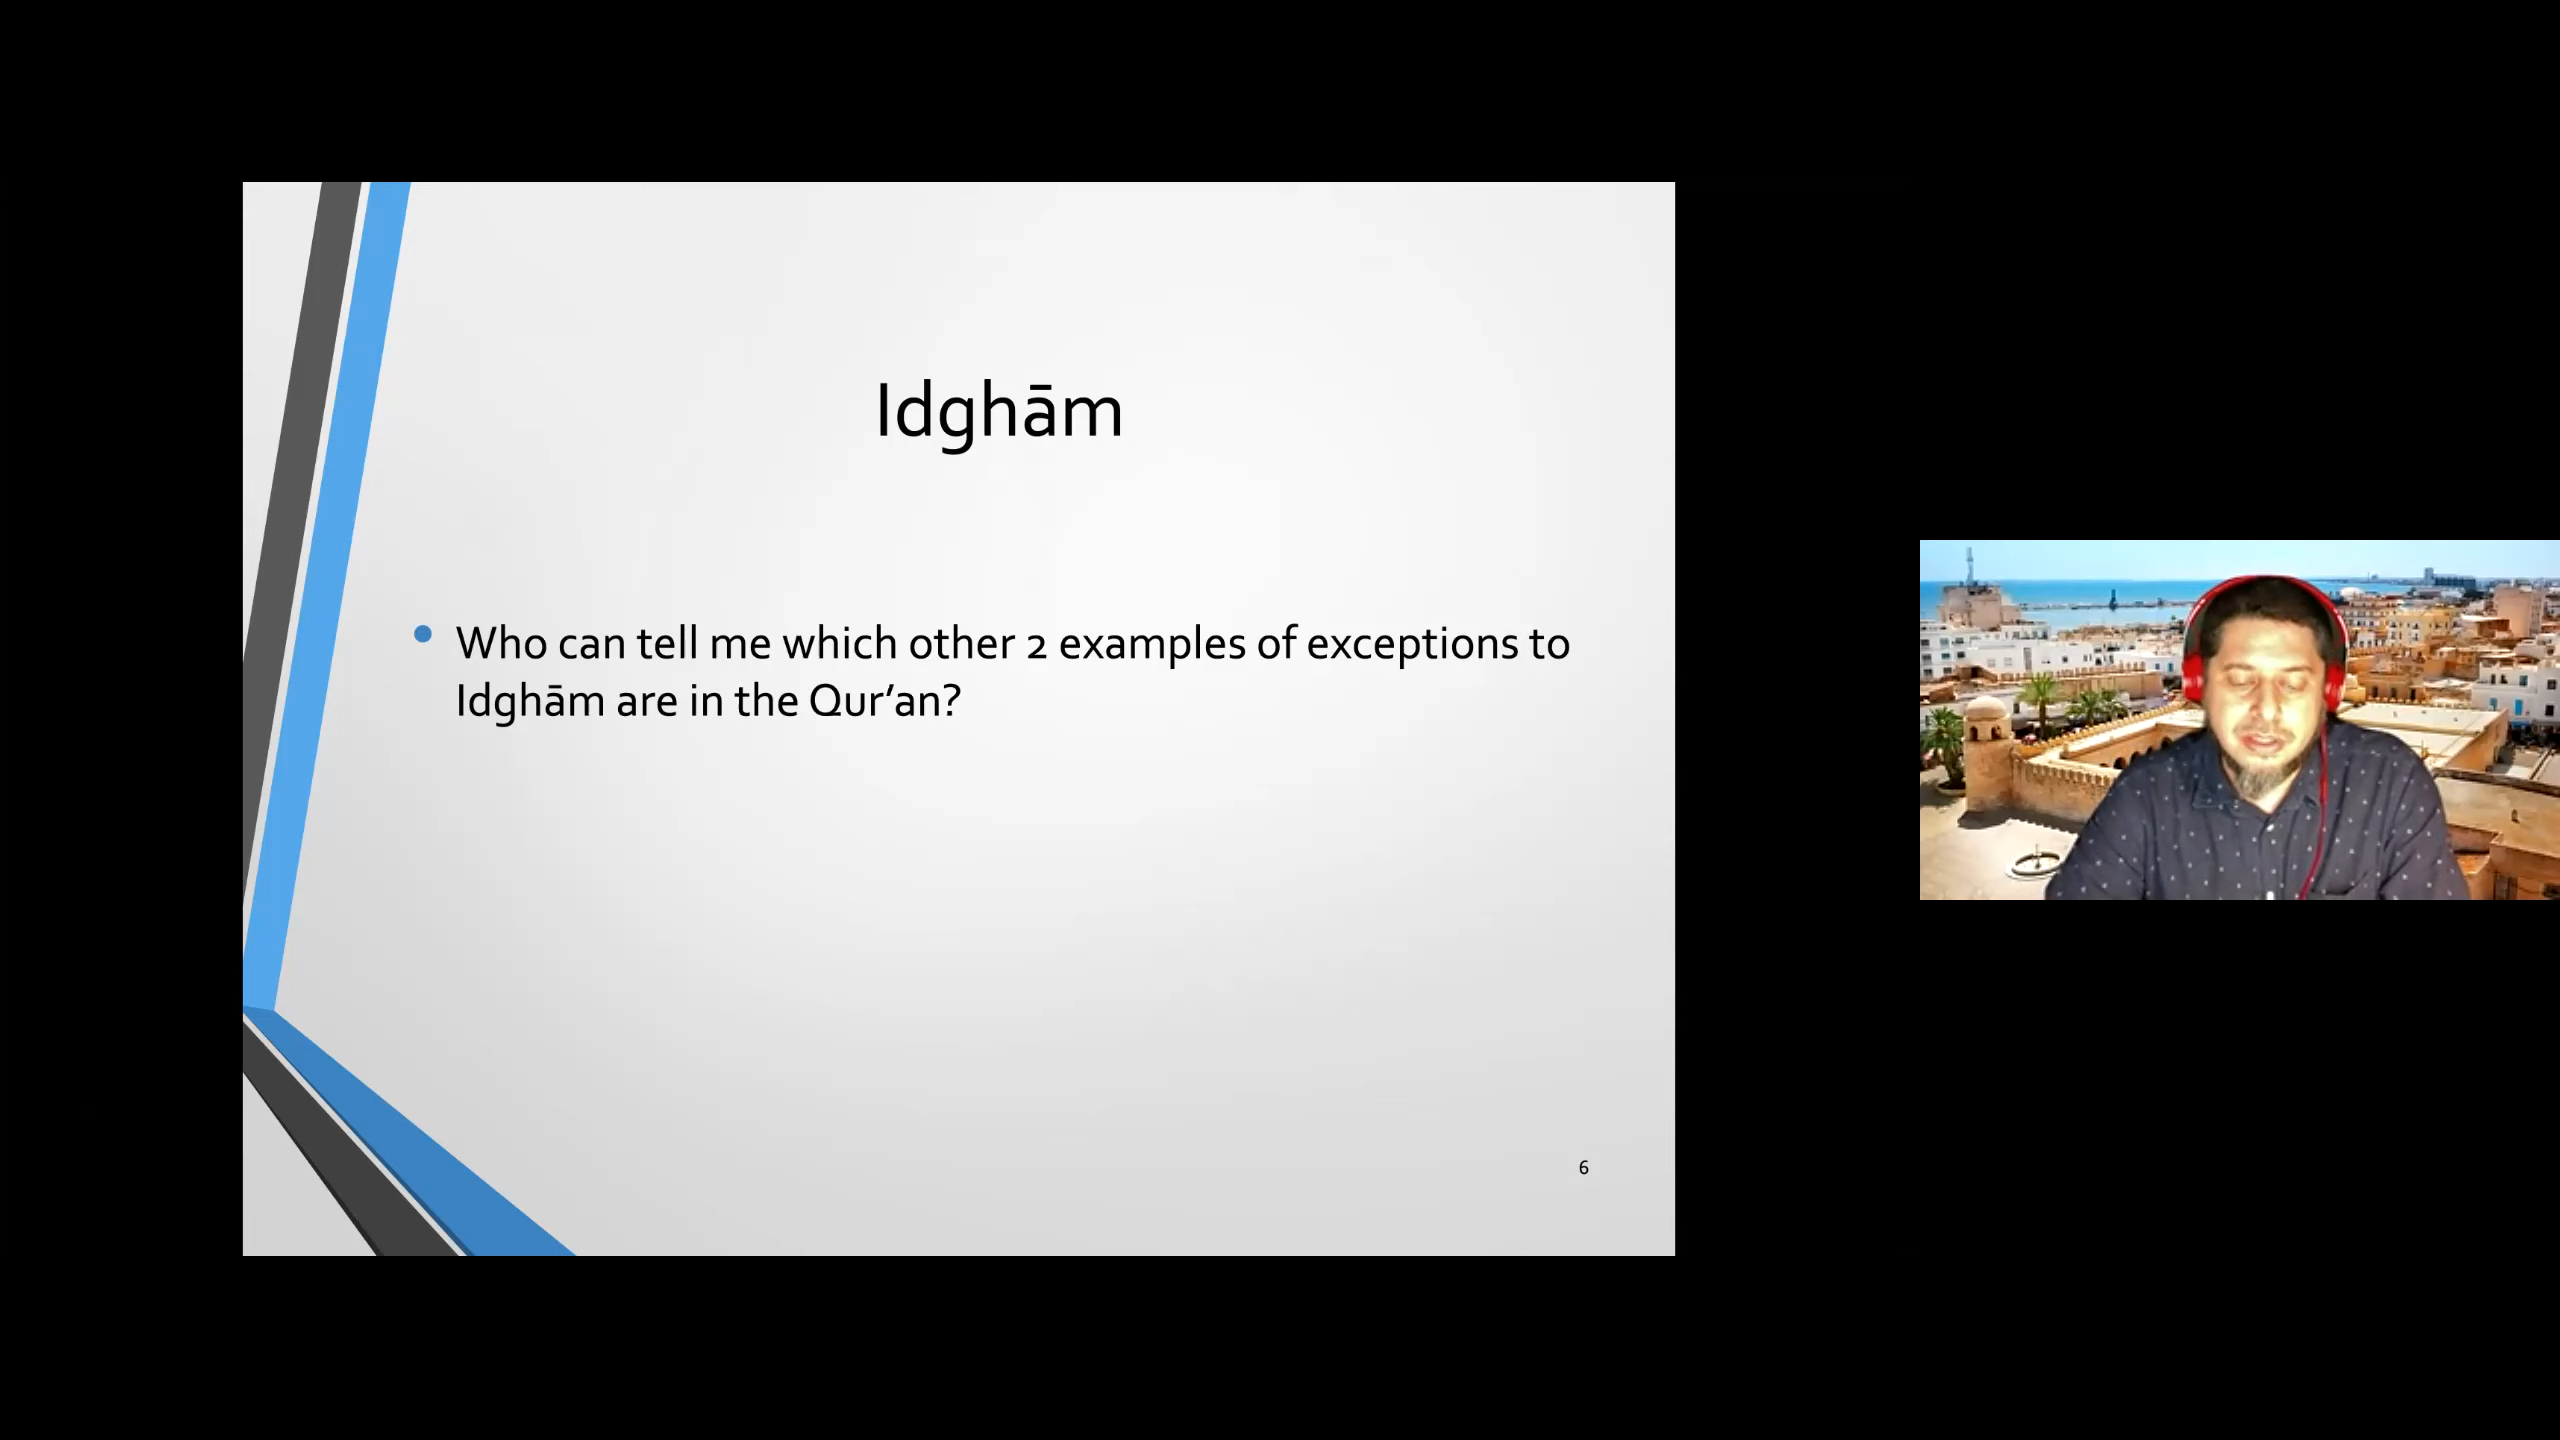 Idghām
• Who can tell me which other 2 examples of exceptions to
Idghām are in the Qur’an?
6